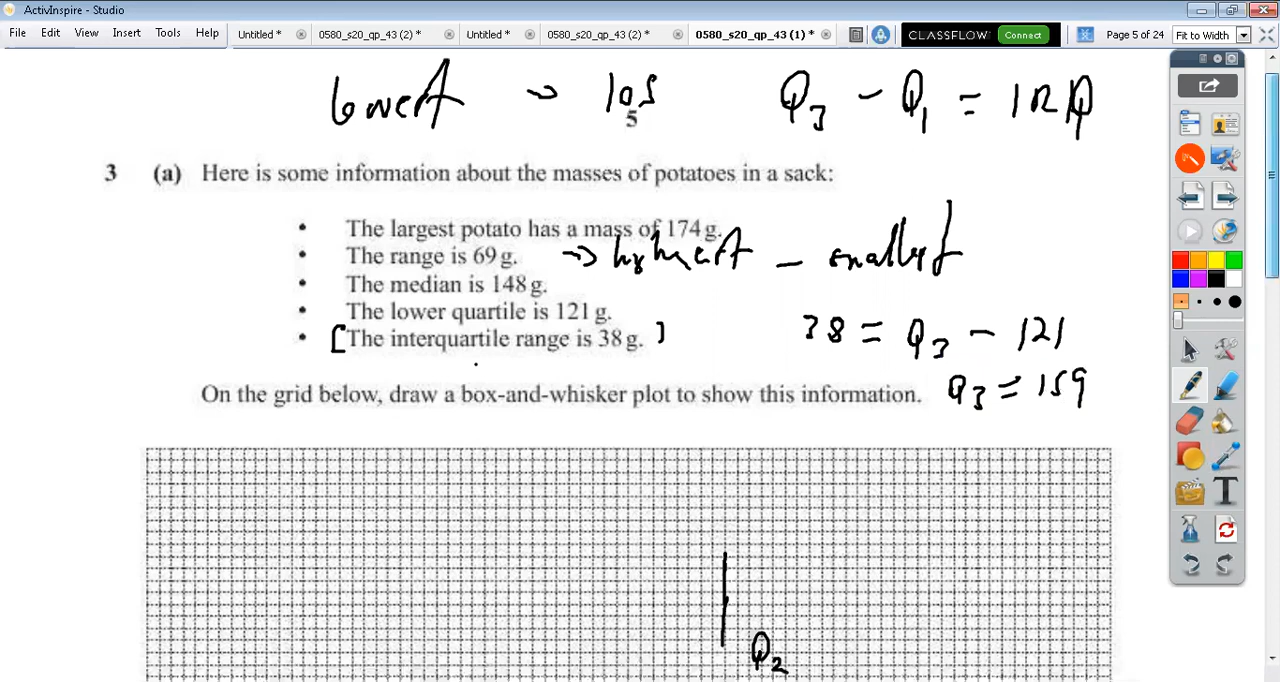 ActivInspire - Studio
File Edit View Insert Tools Help Untitled * 0580_s20_qp_43 (2) * Untitled * 0580_s20_qp_43 (2) * 0580_s20_qp_43 (1) * CLASSFLOW Connect Page 5 of 24 Fit to Width
lowest → 105 Q3 - Q1 = IRQ
5
3 (a) Here is some information about the masses of potatoes in a sack:
• The largest potato has a mass of 174 g.
• The range is 69 g. → highest - smallest
• The median is 148 g.
• The lower quartile is 121 g. 38 = Q3 - 121
• [The interquartile range is 38 g. ]
On the grid below, draw a box-and-whisker plot to show this information. Q3 = 159
Q2
T